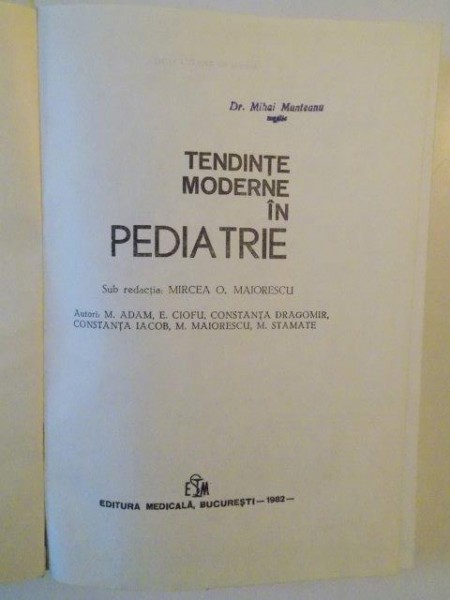 Dr. Mihai Munteanu
TENDINȚE
MODERNE
ÎN
PEDIATRIE
Sub redacția: MIRCEA O. MAIORESCU
Autori: M. ADAM, E. CIOFU, CONSTANȚA DRAGOMIR,
CONSTANȚA IACOB, M. MAIORESCU, M. STAMATE
EDITURA MEDICALĂ, BUCUREȘTI—1982—